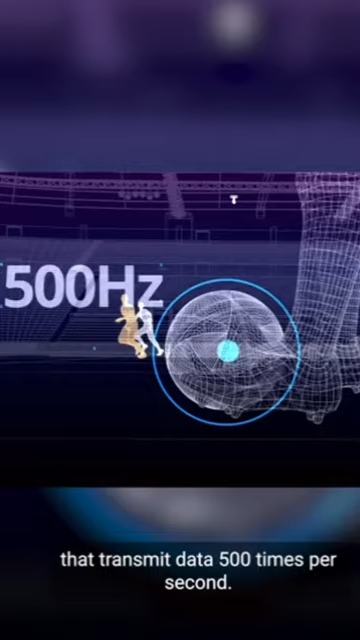 500Hz
that transmit data 500 times per
second.